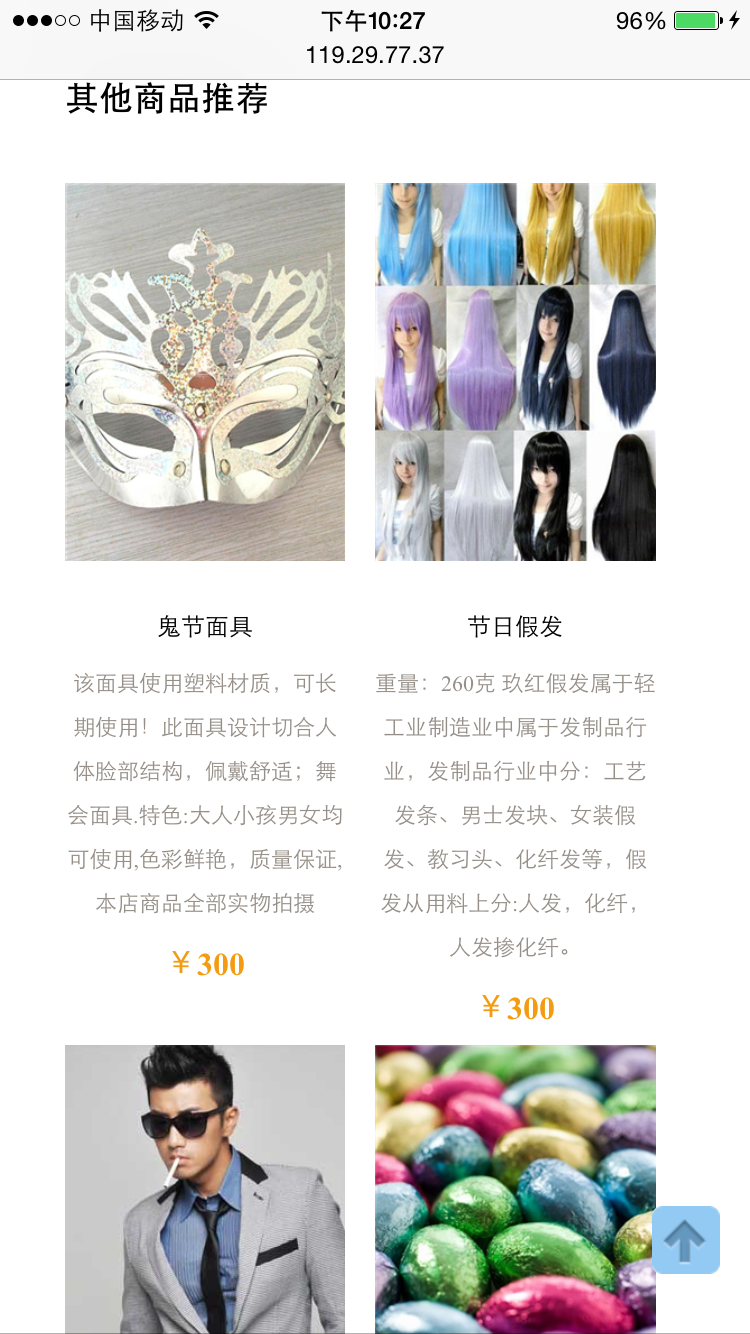 中国移动 下午10:27 96%
119.29.77.37
其他商品推荐
鬼节面具
该面具使用塑料材质，可长
期使用！此面具设计切合人
体脸部结构，佩戴舒适；舞
会面具.特色:大人小孩男女均
可使用,色彩鲜艳，质量保证,
本店商品全部实物拍摄
￥300
节日假发
重量：260克 玖红假发属于轻
工业制造业中属于发制品行
业，发制品行业中分：工艺
发条、男士发块、女装假
发、教习头、化纤发等，假
发从用料上分:人发，化纤，
人发掺化纤。
￥300